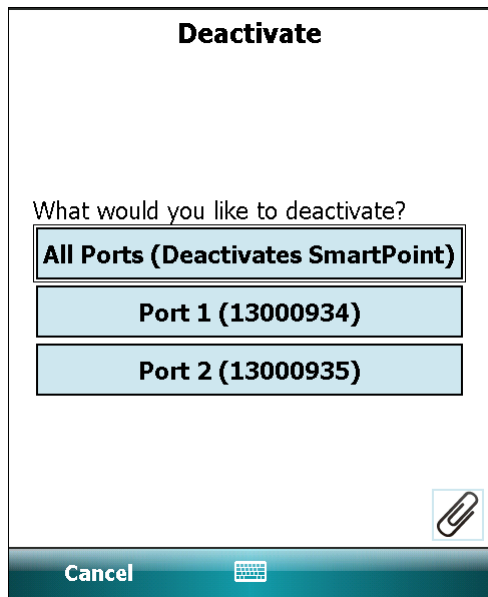 Deactivate
What would you like to deactivate?
All Ports (Deactivates SmartPoint)
Port 1 (13000934)
Port 2 (13000935)
Cancel